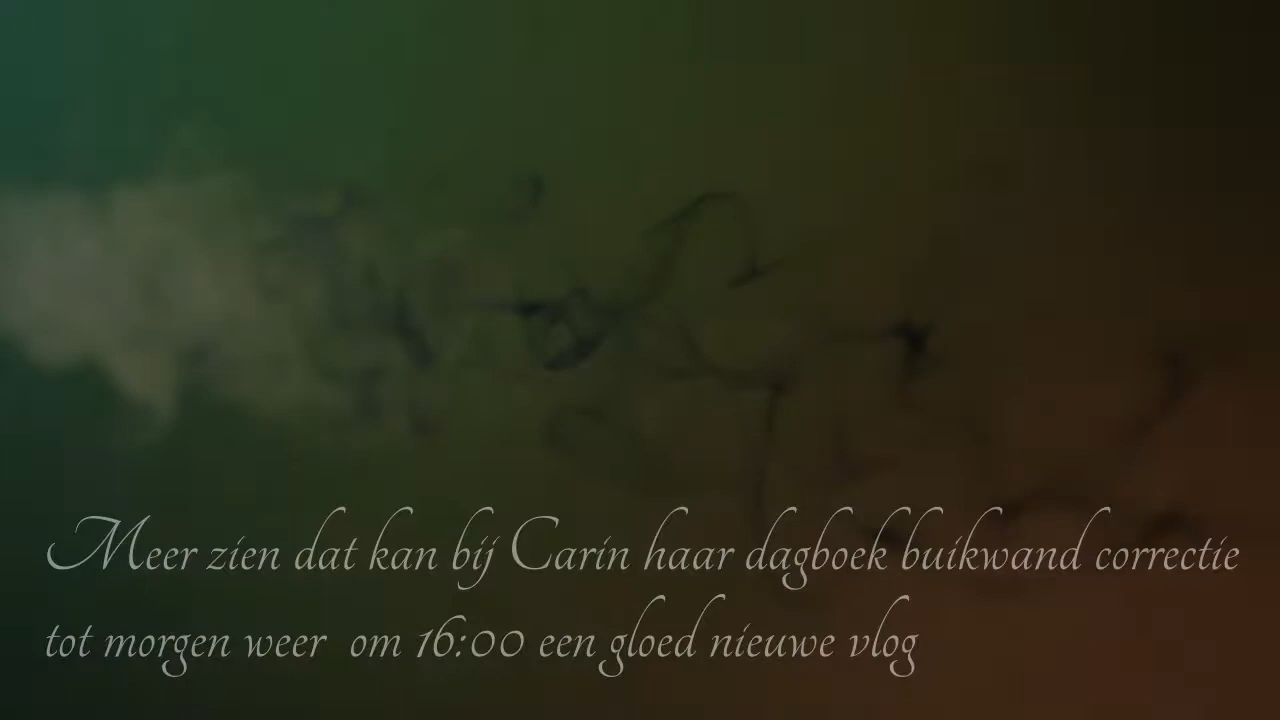 Meer zien dat kan bij Carin haar dagboek buikwand correctie
tot morgen weer  om 16:00 een gloed nieuwe vlog